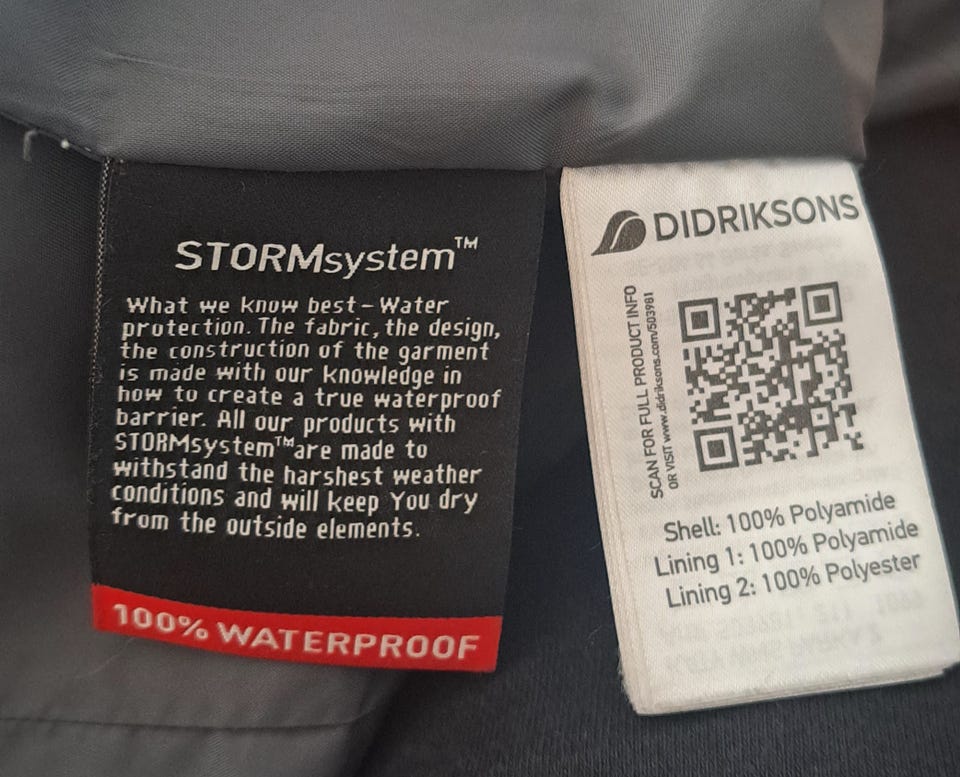 STORMsystem™
What we know best – Water
protection. The fabric, the design,
the construction of the garment
is made with our knowledge in
how to create a true waterproof
barrier. All our products with
STORMsystem™ are made to
withstand the harshest weather
conditions and will keep You dry
from the outside elements.
100% WATERPROOF
DIDRIKSONS
SCAN FOR FULL PRODUCT INFO
OR VISIT www.didriksons.com/503981
Shell: 100% Polyamide
Lining 1: 100% Polyamide
Lining 2: 100% Polyester